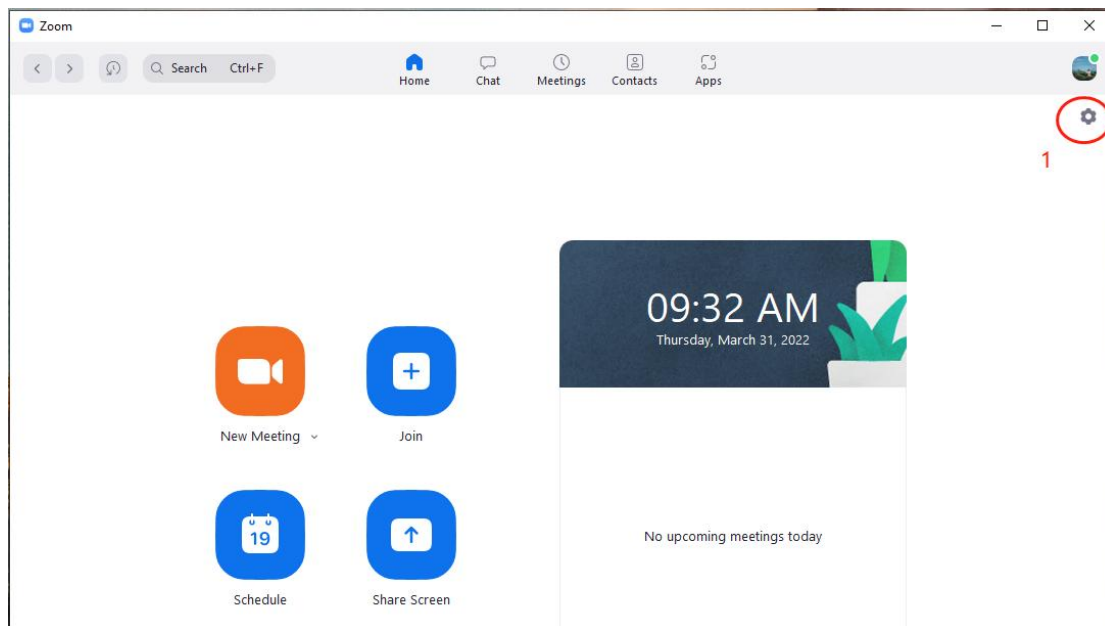 Zoom
Search Ctrl+F
Home Chat Meetings Contacts Apps
1
09:32 AM
Thursday, March 31, 2022
New Meeting Join
19
Schedule Share Screen
No upcoming meetings today